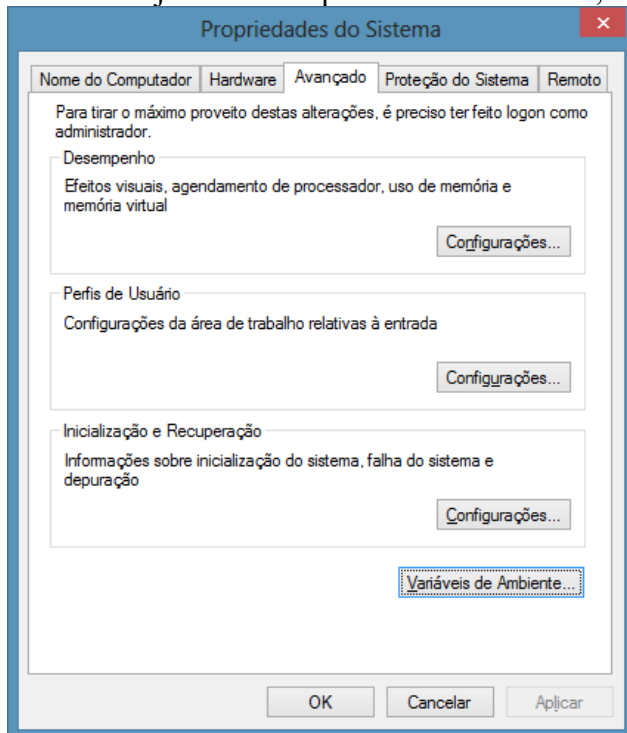 Propriedades do Sistema
Nome do Computador Hardware Avançado Proteção do Sistema Remoto
Para tirar o máximo proveito destas alterações, é preciso ter feito logon como
administrador.
Desempenho
Efeitos visuais, agendamento de processador, uso de memória e
memória virtual
Configurações...
Perfis de Usuário
Configurações da área de trabalho relativas à entrada
Configurações...
Inicialização e Recuperação
Informações sobre inicialização do sistema, falha do sistema e
depuração
Configurações...
Variáveis de Ambiente...
OK Cancelar Aplicar